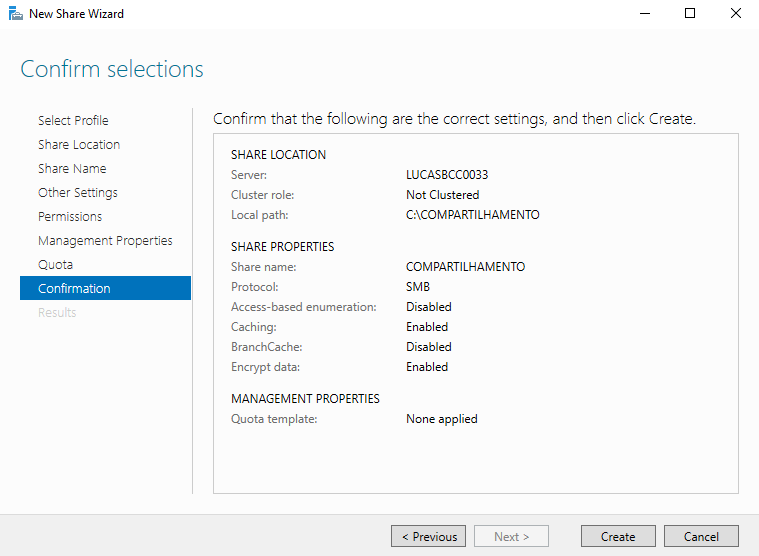 New Share Wizard
Confirm selections
Select Profile
Share Location
Share Name
Other Settings
Permissions
Management Properties
Quota
Confirmation
Results
Confirm that the following are the correct settings, and then click Create.
SHARE LOCATION
Server: LUCASBCC0033
Cluster role: Not Clustered
Local path: C:\COMPARTILHAMENTO
SHARE PROPERTIES
Share name: COMPARTILHAMENTO
Protocol: SMB
Access-based enumeration: Disabled
Caching: Enabled
BranchCache: Disabled
Encrypt data: Enabled
MANAGEMENT PROPERTIES
Quota template: None applied
< Previous Next > Create Cancel